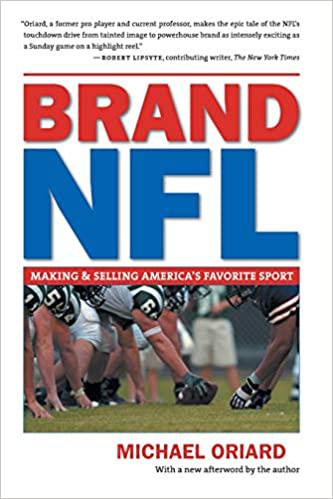 "Oriard, a former pro player and current professor, makes the epic tale of the NFL's
touchdown drive from tainted image to powerhouse brand as intensely exciting as
a Sunday game on a highlight reel."
— ROBERT LIPSYTE, contributing writer, The New York Times
BRAND
NFL
MAKING & SELLING AMERICA'S FAVORITE SPORT
54
6
MICHAEL ORIARD
With a new afterword by the author